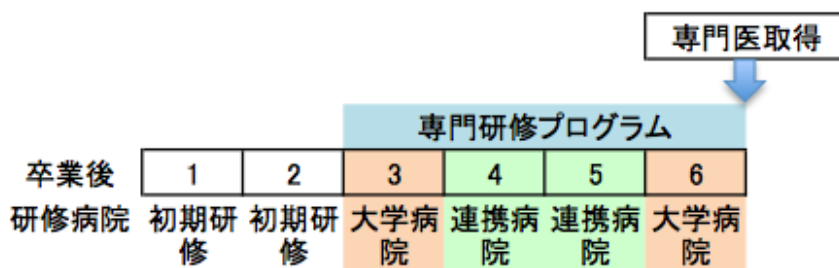 専門医取得
専門研修プログラム
卒業後 1 2 3 4 5 6
研修病院 初期研修 初期研修 大学病院 連携病院 連携病院 大学病院